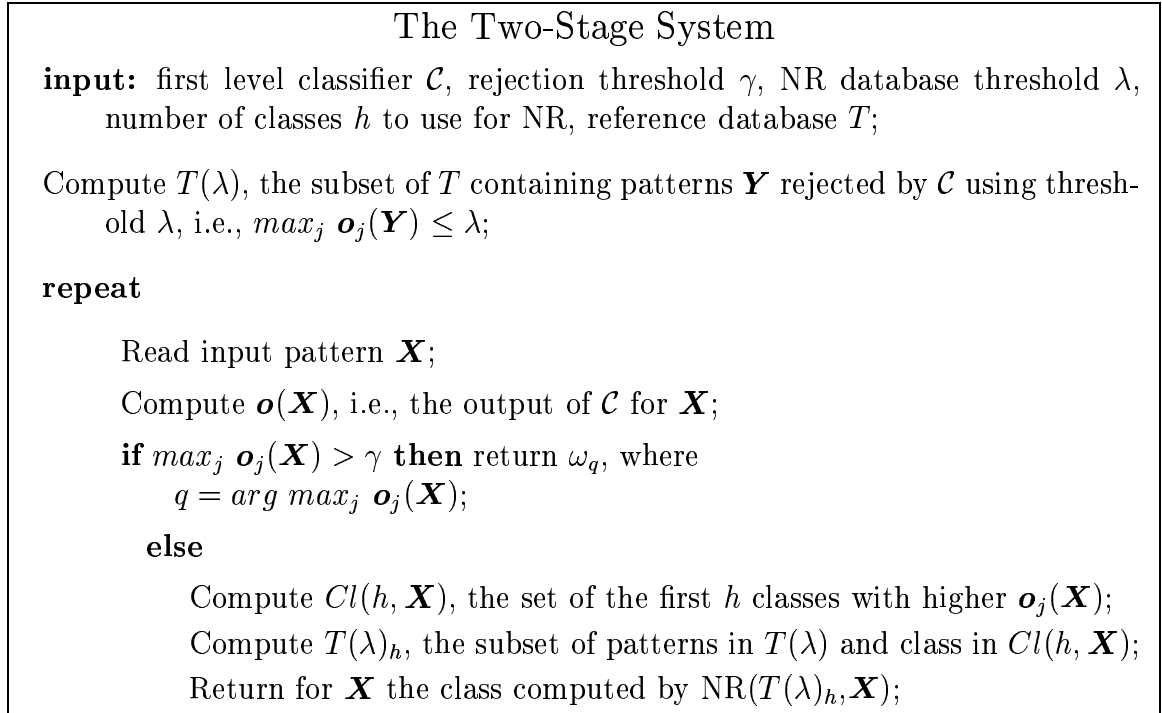 The Two-Stage System
input: first level classifier 𝒞, rejection threshold γ, NR database threshold λ,
number of classes h to use for NR, reference database T;
Compute T(λ), the subset of T containing patterns Y rejected by 𝒞 using thresh-
old λ, i.e., max_j o_j(Y) ≤ λ;
repeat
Read input pattern X;
Compute o(X), i.e., the output of 𝒞 for X;
if max_j o_j(X) > γ then return ω_q, where
q = arg max_j o_j(X);
else
Compute Cl(h, X), the set of the first h classes with higher o_j(X);
Compute T(λ)_h, the subset of patterns in T(λ) and class in Cl(h, X);
Return for X the class computed by NR(T(λ)_h,X);